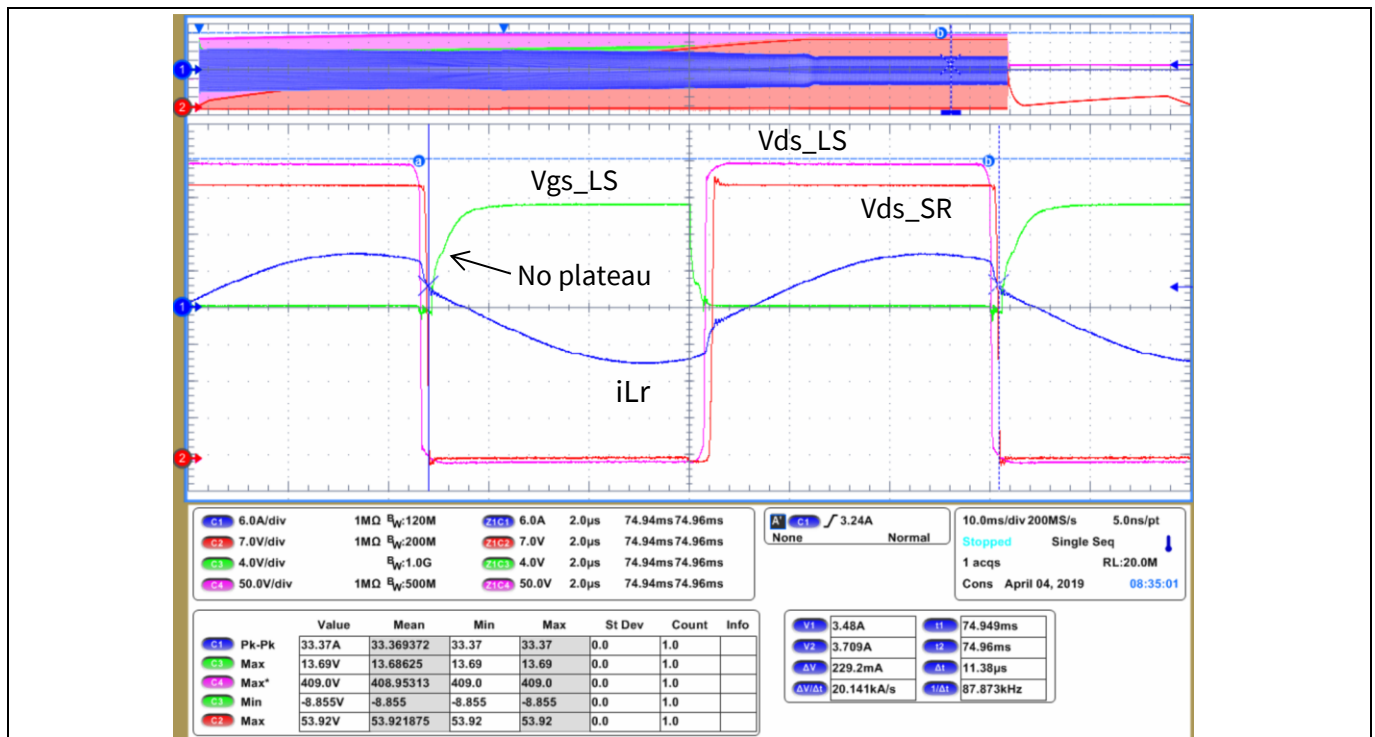 b
1
2
Vds_LS
a
b
Vgs_LS
Vds_SR
No plateau
1
iLr
2
C1 6.0A/div 1MΩ BW:120M Z1C1 6.0A 2.0µs 74.94ms 74.96ms
C2 7.0V/div 1MΩ BW:200M Z1C2 7.0V 2.0µs 74.94ms 74.96ms
C3 4.0V/div BW:1.0G Z1C3 4.0V 2.0µs 74.94ms 74.96ms
C4 50.0V/div 1MΩ BW:500M Z1C4 50.0V 2.0µs 74.94ms 74.96ms
A' C1 3.24A
None Normal
10.0ms/div 200MS/s 5.0ns/pt
Stopped Single Seq
1 acqs RL:20.0M
Cons April 04, 2019 08:35:01
Value Mean Min Max St Dev Count Info
C1 Pk-Pk 33.37A 33.369372 33.37 33.37 0.0 1.0
C3 Max 13.69V 13.68625 13.69 13.69 0.0 1.0
C4 Max* 409.0V 408.95313 409.0 409.0 0.0 1.0
C3 Min -8.855V -8.855 -8.855 -8.855 0.0 1.0
C2 Max 53.92V 53.921875 53.92 53.92 0.0 1.0
V1 3.48A t1 74.949ms
V2 3.709A t2 74.96ms
ΔV 229.2mA Δt 11.38µs
ΔV/Δt 20.141kA/s 1/Δt 87.873kHz